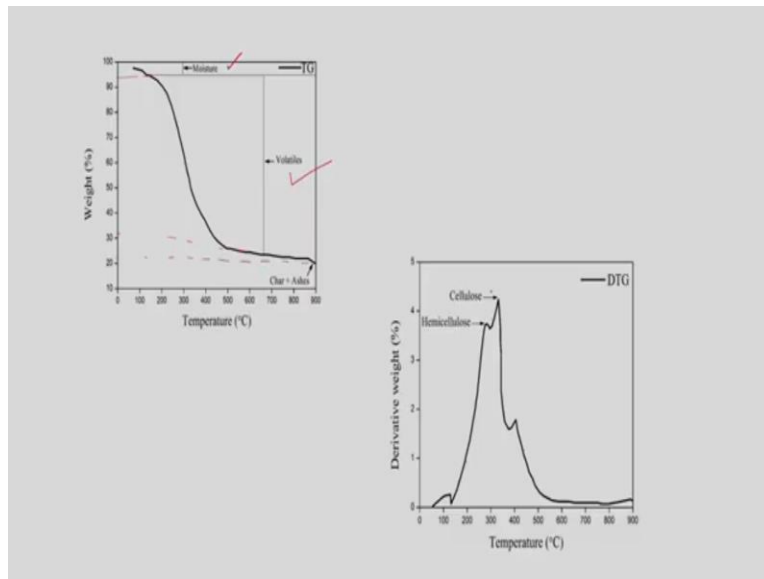 100
90
80
70
60
50
40
30
20
10
Weight (%)
Moisture
TG
Volatiles
Char + Ashes
0 100 200 300 400 500 600 700 800 900
Temperature (°C)
5
4
3
2
1
0
Derivative weight (%)
DTG
Cellulose
Hemicellulose
0 100 200 300 400 500 600 700 800 900
Temperature (°C)